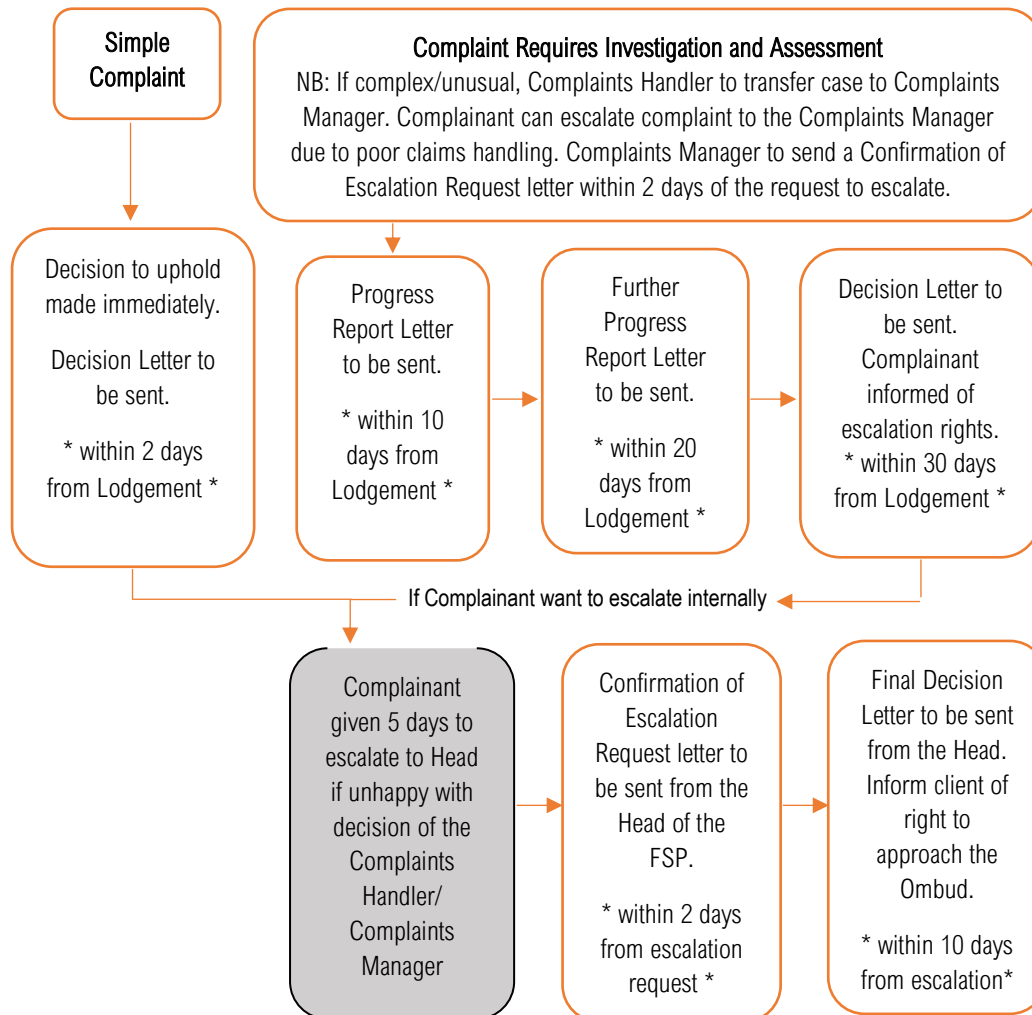 Simple
Complaint
Complaint Requires Investigation and Assessment
NB: If complex/unusual, Complaints Handler to transfer case to Complaints
Manager. Complainant can escalate complaint to the Complaints Manager
due to poor claims handling. Complaints Manager to send a Confirmation of
Escalation Request letter within 2 days of the request to escalate.
Decision to uphold
made immediately.
Decision Letter to
be sent.
* within 2 days
from Lodgement *
Progress
Report Letter
to be sent.
* within 10
days from
Lodgement *
Further
Progress
Report Letter
to be sent.
* within 20
days from
Lodgement *
Decision Letter to
be sent.
Complainant
informed of
escalation rights.
* within 30 days
from Lodgement *
If Complainant want to escalate internally
Complainant
given 5 days to
escalate to Head
if unhappy with
decision of the
Complaints
Handler/
Complaints
Manager
Confirmation of
Escalation
Request letter to
be sent from the
Head of the
FSP.
* within 2 days
from escalation
request *
Final Decision
Letter to be sent
from the Head.
Inform client of
right to
approach the
Ombud.
* within 10 days
from escalation*